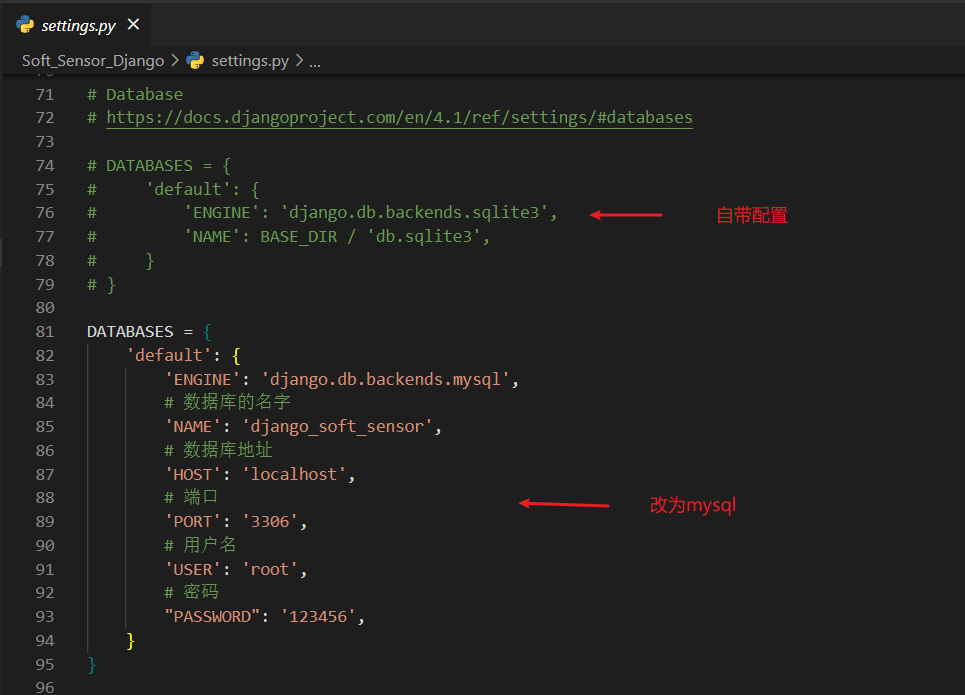 settings.py
Soft_Sensor_Django > settings.py > ...
71 # Database
72 # https://docs.djangoproject.com/en/4.1/ref/settings/#databases
73
74 # DATABASES = {
75 #     'default': {
76 #         'ENGINE': 'django.db.backends.sqlite3', 自带配置
77 #         'NAME': BASE_DIR / 'db.sqlite3',
78 #     }
79 # }
80
81 DATABASES = {
82     'default': {
83         'ENGINE': 'django.db.backends.mysql',
84         # 数据库的名字
85         'NAME': 'django_soft_sensor',
86         # 数据库地址
87         'HOST': 'localhost',
88         # 端口 改为mysql
89         'PORT': '3306',
90         # 用户名
91         'USER': 'root',
92         # 密码
93         "PASSWORD": '123456',
94     }
95 }
96